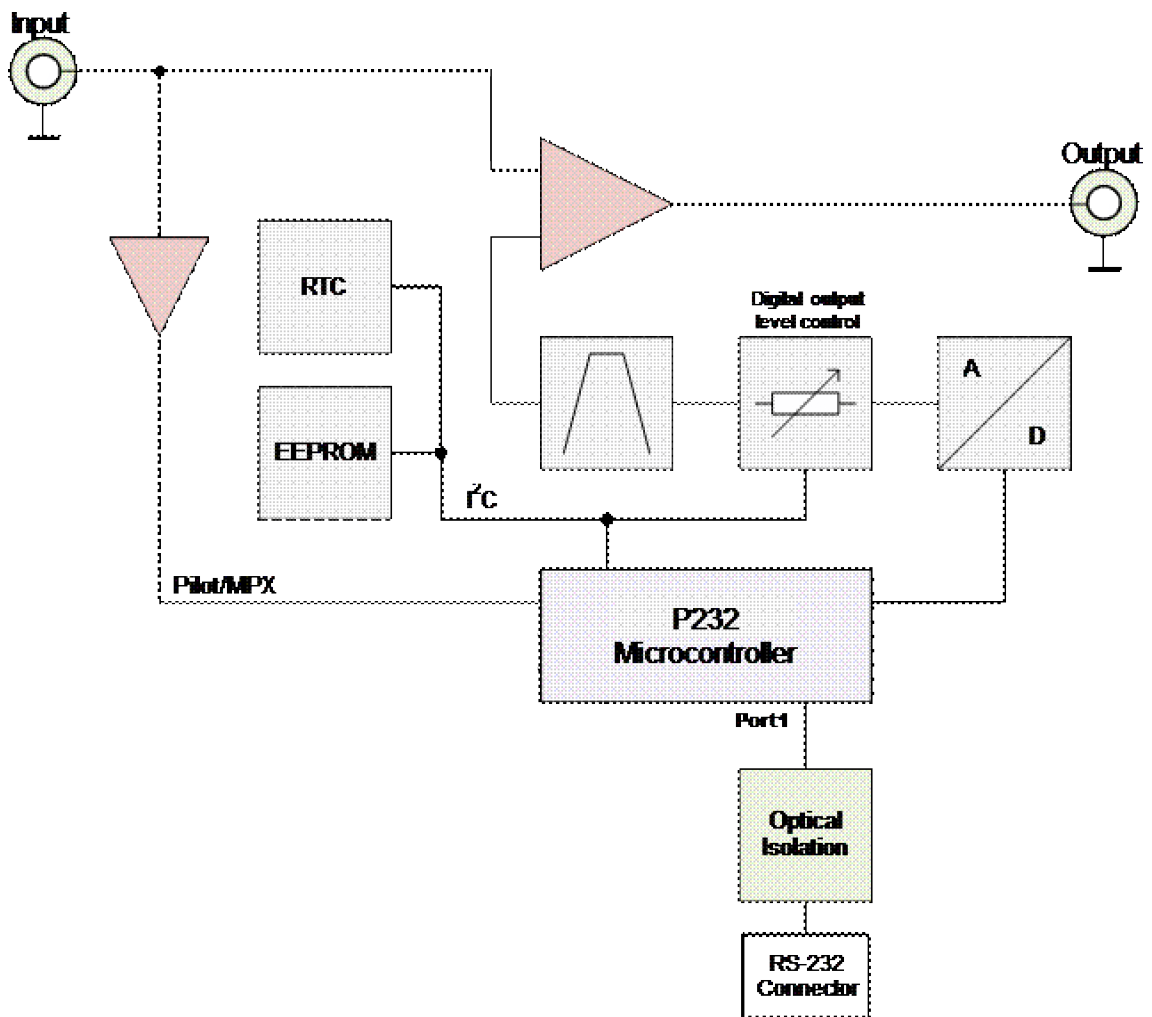 Input
Output
RTC
Digital output
level control
A
D
EEPROM
I²C
Pilot/MPX
P232
Microcontroller
Port1
Optical
Isolation
RS-232
Connector